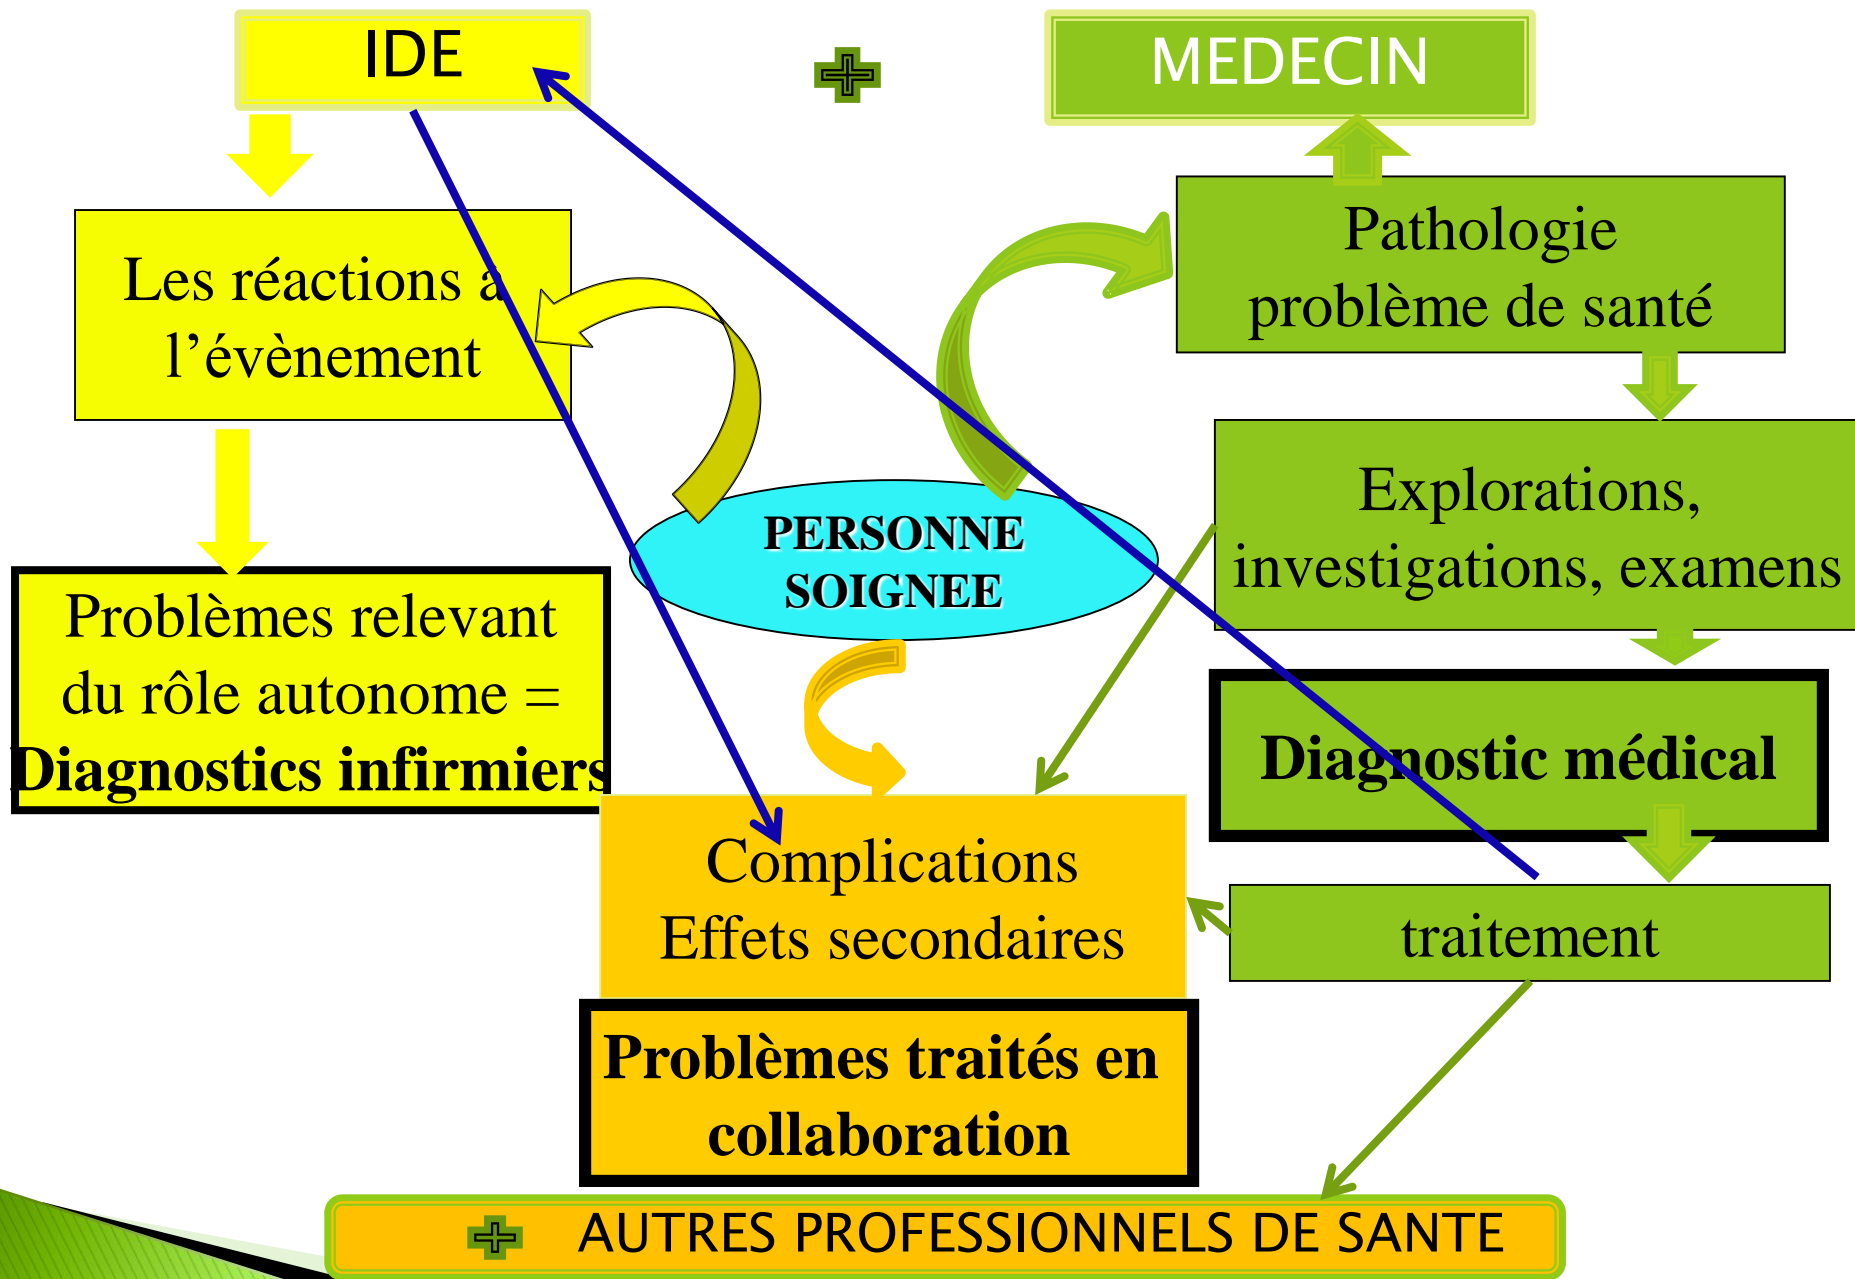 IDE
MEDECIN
Les réactions à
l’évènement
Pathologie
problème de santé
Explorations,
investigations, examens
PERSONNE
SOIGNEE
Problèmes relevant
du rôle autonome =
Diagnostics infirmiers
Diagnostic médical
Complications
Effets secondaires
traitement
Problèmes traités en
collaboration
AUTRES PROFESSIONNELS DE SANTE